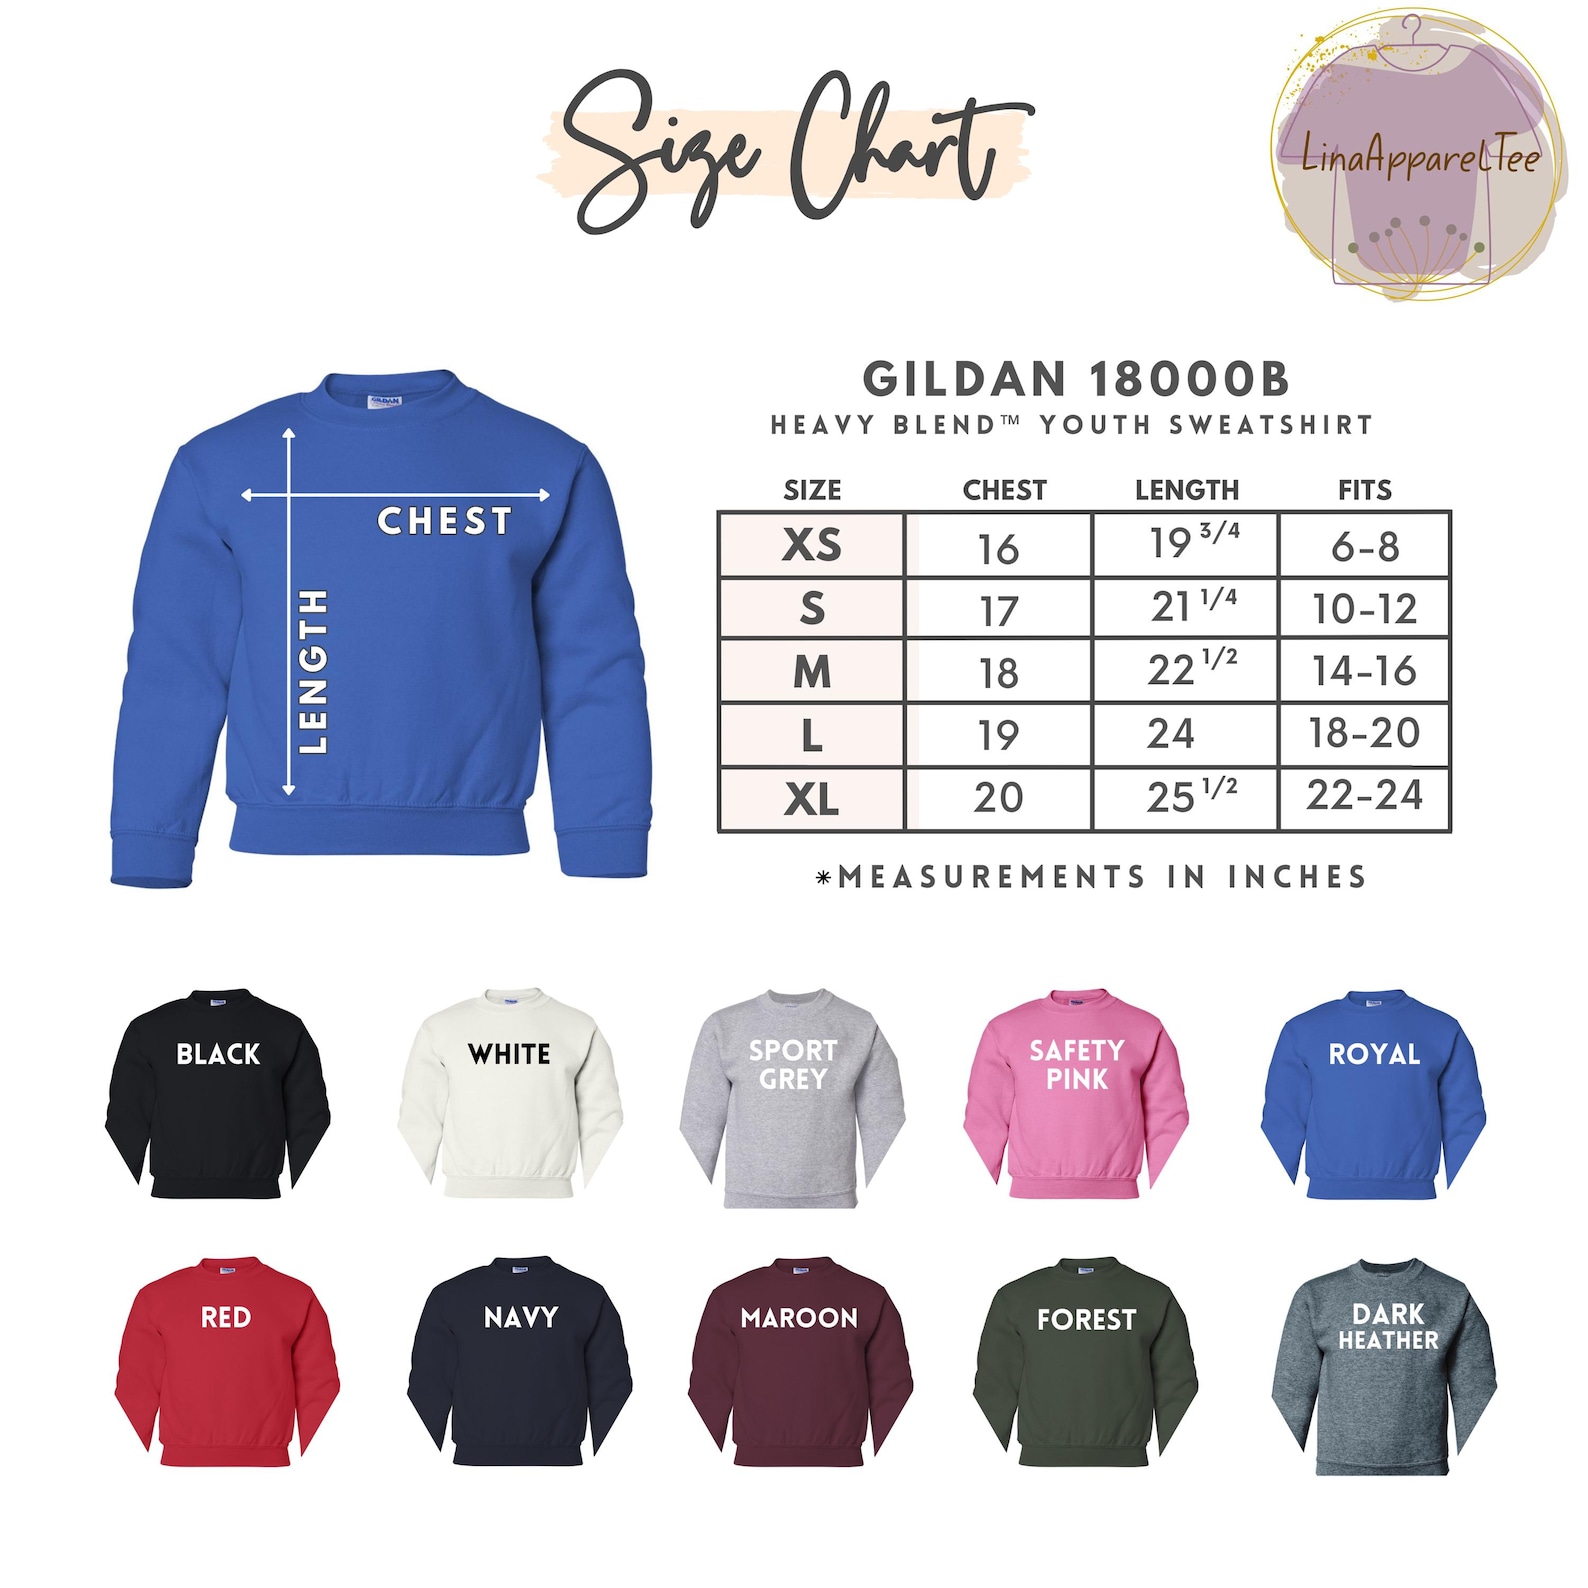 Size Chart
LinaApparelTee
GILDAN 18000B
HEAVY BLEND™ YOUTH SWEATSHIRT
SIZE CHEST LENGTH FITS
XS 16 19 3/4 6-8
S 17 21 1/4 10-12
M 18 22 1/2 14-16
L 19 24 18-20
XL 20 25 1/2 22-24
*MEASUREMENTS IN INCHES
GILDAN
CHEST
LENGTH
BLACK
WHITE
SPORT
GREY
SAFETY
PINK
ROYAL
RED
NAVY
MAROON
FOREST
DARK
HEATHER